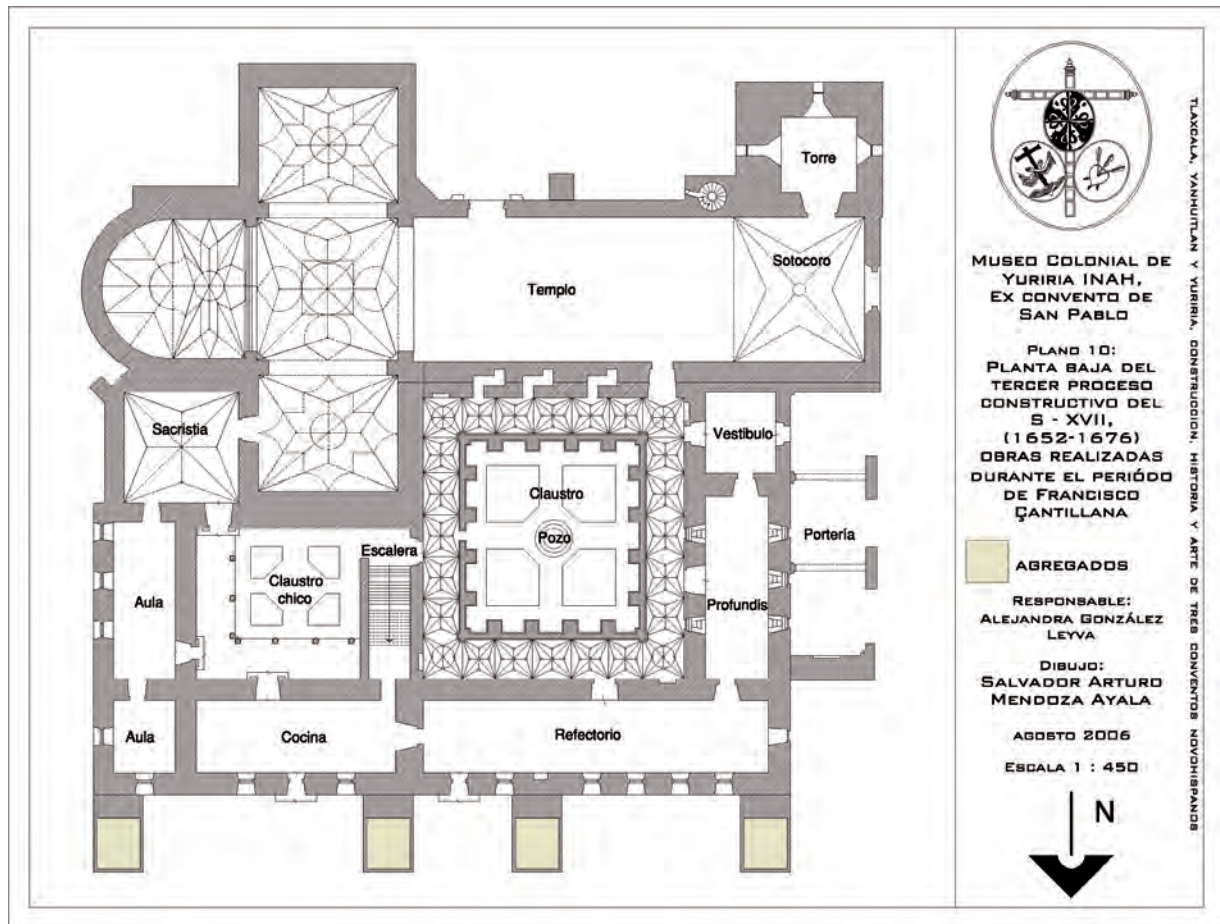 Torre
Sotocoro
Templo
Sacristia
Vestíbulo
Claustro
Pozo
Escalera
Portería
Claustro
chico
Aula
Profundis
Aula
Cocina
Refectorio
MUSEO COLONIAL DE
YURIRIA INAH,
EX CONVENTO DE
SAN PABLO
PLANO 10:
PLANTA BAJA DEL
TERCER PROCESO
CONSTRUCTIVO DEL
S - XVII,
(1652-1676)
OBRAS REALIZADAS
DURANTE EL PERIÓDO
DE FRANCISCO
ÇANTILLANA
AGREGADOS
RESPONSABLE:
ALEJANDRA GONZÁLEZ
LEYVA
DIBUJO:
SALVADOR ARTURO
MENDOZA AYALA
AGOSTO 2006
ESCALA 1 : 450
N
TLAXCALA, YANHUITLAN Y YURIRIA, CONSTRUCCION, HISTORIA Y ARTE DE TRES CONVENTOS NOVOHISPANOS